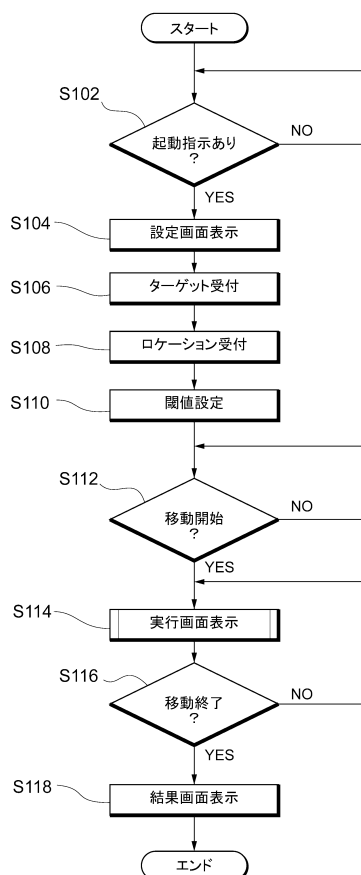 スタート
S102
起動指示あり
?
NO
YES
S104
設定画面表示
S106
ターゲット受付
S108
ロケーション受付
S110
閾値設定
S112
移動開始
?
NO
YES
S114
実行画面表示
S116
移動終了
?
NO
YES
S118
結果画面表示
エンド